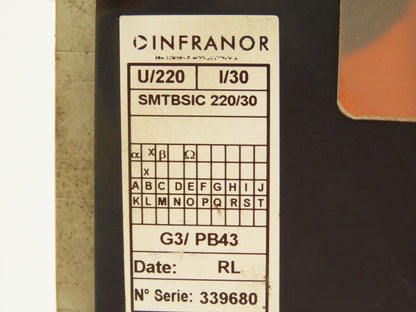 INFRANOR
U/220 I/30
SMTBSIC 220/30
α x β Ω
x
A B C D E F G H I J
K L M N O P Q R S T
G3/ PB43
Date: RL
N° Serie: 339680